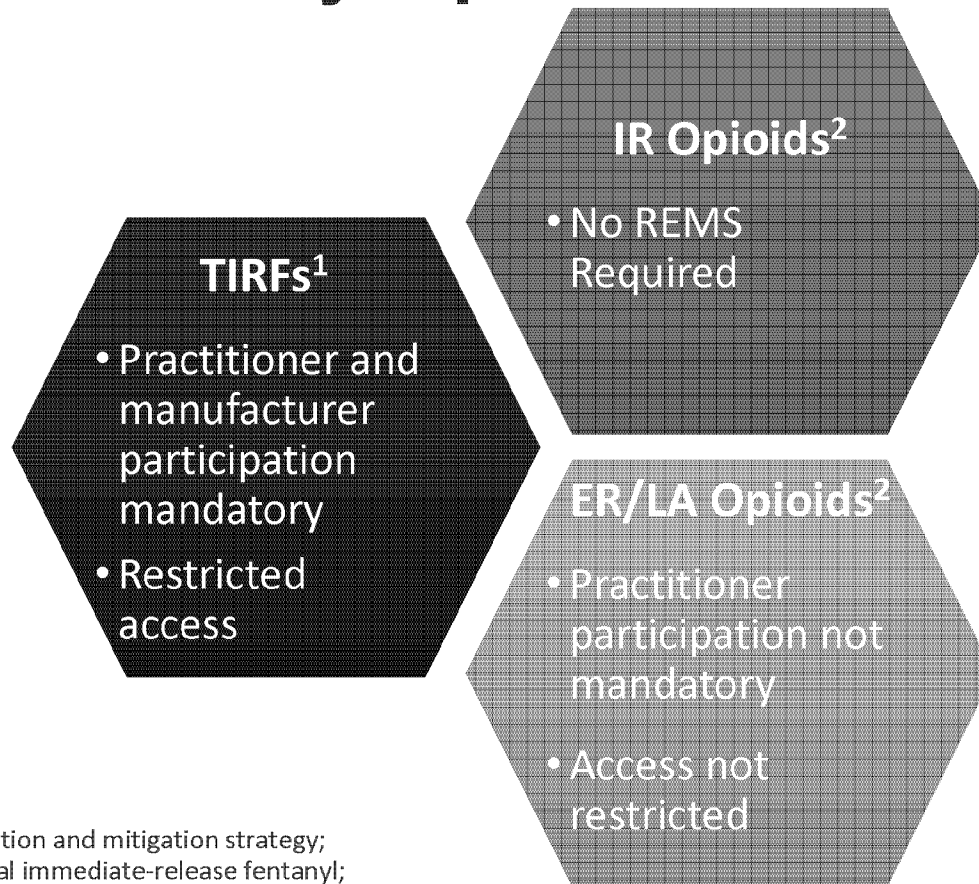 IR Opioids²
• No REMS
Required
TIRFs¹
• Practitioner and
manufacturer
participation
mandatory
• Restricted
access
ER/LA Opioids²
• Practitioner
participation not
mandatory
• Access not
restricted
tion and mitigation strategy;
al immediate-release fentanyl;